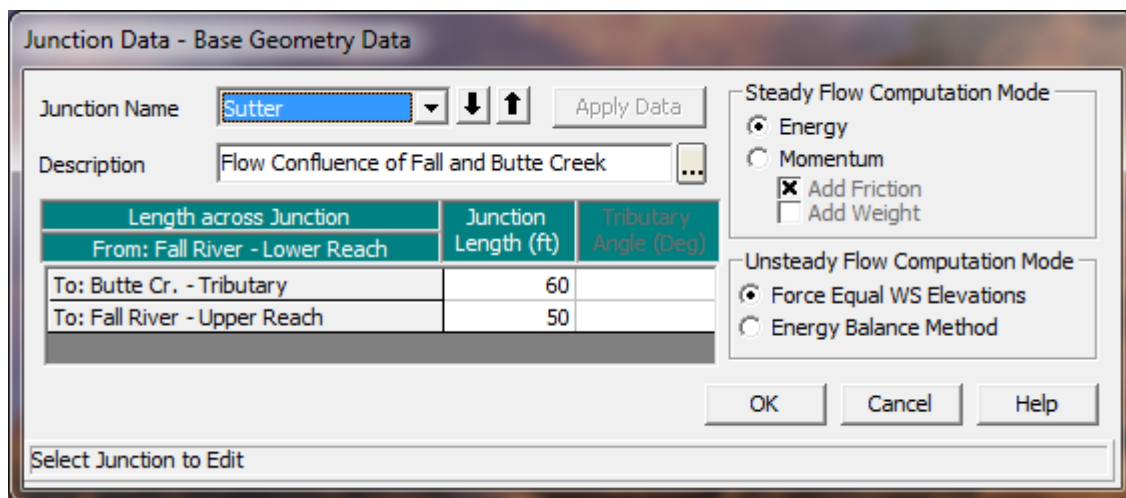 Junction Data - Base Geometry Data
Junction Name
Sutter
Apply Data
Description
Flow Confluence of Fall and Butte Creek
...
Length across Junction
From: Fall River - Lower Reach
Junction
Length (ft)
Tributary
Angle (Deg)
To: Butte Cr. - Tributary
60
To: Fall River - Upper Reach
50
Steady Flow Computation Mode
Energy
Momentum
Add Friction
Add Weight
Unsteady Flow Computation Mode
Force Equal WS Elevations
Energy Balance Method
OK
Cancel
Help
Select Junction to Edit